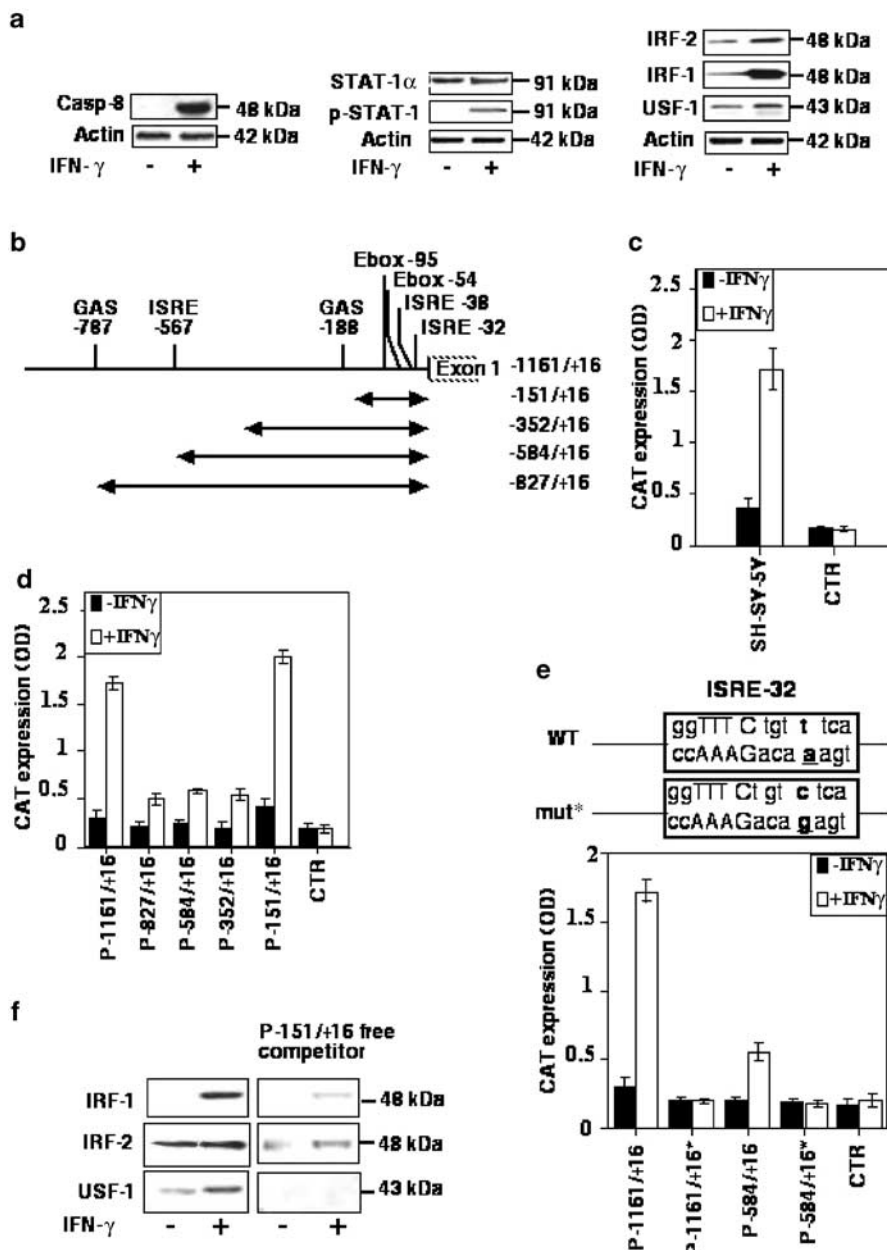 a
Casp-8 48 kDa
Actin 42 kDa
IFN-γ - +
STAT-1α 91 kDa
p-STAT-1 91 kDa
Actin 42 kDa
IFN-γ - +
IRF-2 48 kDa
IRF-1 48 kDa
USF-1 43 kDa
Actin 42 kDa
IFN-γ - +
b
Ebox -95
Ebox -54
ISRE -38
ISRE -32
GAS -787
ISRE -567
GAS -188
Exon 1
-1161/+16
-151/+16
-352/+16
-584/+16
-827/+16
c
-IFNγ
+IFNγ
CAT expression (OD)
2.5
2
1.5
1
0.5
0
SH-SY-5Y
CTR
d
-IFNγ
+IFNγ
CAT expression (OD)
2.5
2
1.5
1
0.5
0
P-1161/+16
P-827/+16
P-584/+16
P-352/+16
P-151/+16
CTR
e
ISRE-32
WT
ggTTT C tgt t tca
ccAAAGaca a agt
mut*
ggTTT Ct gt c tca
ccAAAGaca g agt
-IFNγ
+IFNγ
CAT expression (OD)
2
1.5
1
0.5
0
P-1161/+16
P-1161/+16*
P-584/+16
P-584/+16*
CTR
f
P-151/+16 free
competitor
IRF-1 48 kDa
IRF-2 48 kDa
USF-1 43 kDa
IFN-γ - + - +